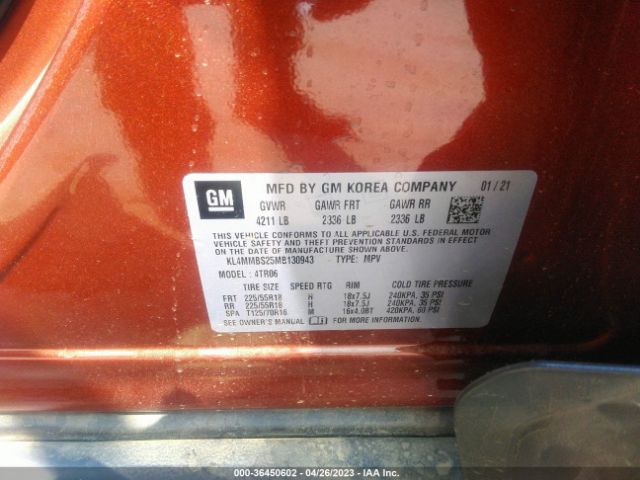 GM
MFD BY GM KOREA COMPANY 01/21
GVWR GAWR FRT GAWR RR
4211 LB 2336 LB 2336 LB
THIS VEHICLE CONFORMS TO ALL APPLICABLE U.S. FEDERAL MOTOR
VEHICLE SAFETY AND THEFT PREVENTION STANDARDS IN EFFECT
ON THE DATE OF MANUFACTURE SHOWN ABOVE.
KL4MMBS25MB130943 TYPE: MPV
MODEL: 4TR06
TIRE SIZE SPEED RTG RIM COLD TIRE PRESSURE
FRT 225/55R18 H 18x7.5J 240KPA, 35 PSI
RR 225/55R18 H 18x7.5J 240KPA, 35 PSI
SPA T125/70R16 M 16x4.0BT 420KPA, 60 PSI
SEE OWNER'S MANUAL FOR MORE INFORMATION.
000-36450602 - 04/26/2023 - IAA Inc.